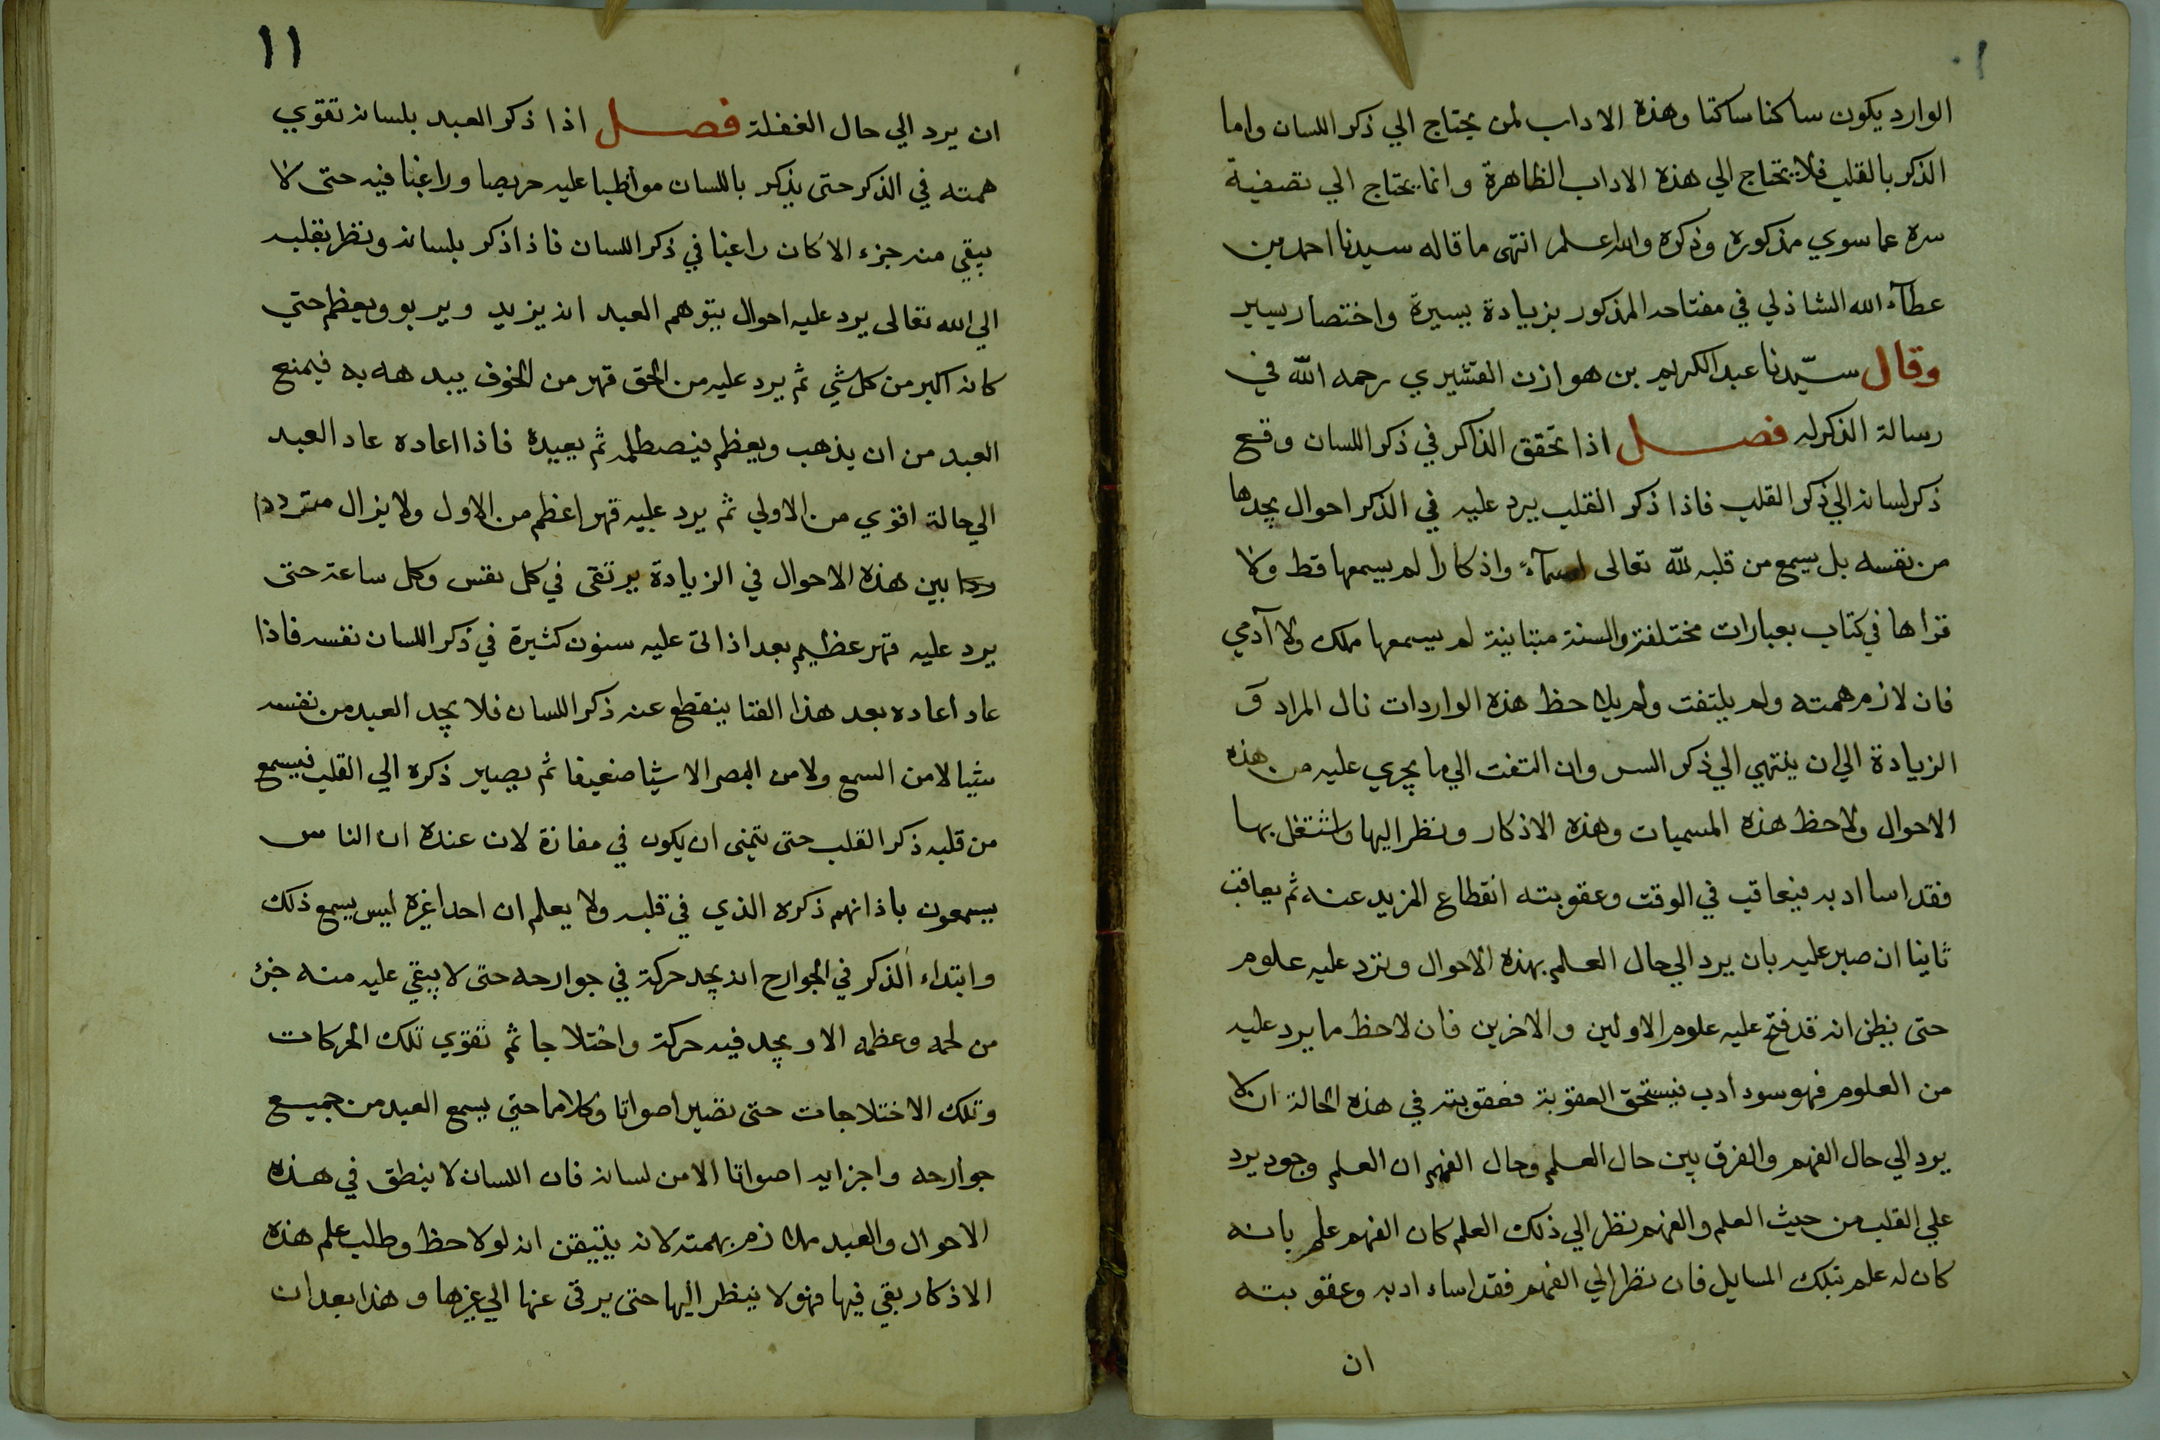 الوارد يكون ساكنا ساكتا وهذه الاداب لمن يحتاج الي ذكر اللسان واما
الذكر بالقلب فلا يحتاج الي هذه الاداب الظاهرة وانما يحتاج الي تصفية
سره عما سوي مذكوره وذكره والله اعلم انتهى ما قاله سيدنا احمد بن
عطآء الله الشاذلي في مفتاحه المذكور بزيادة يسيرة واختصار يسير
وقال سيّدنا عبد الكريم بن هوازن القشيري رحمه الله في
رسالة الذكر له فصل اذا تحقق الذاكر في ذكر اللسان وقع
ذكر لسانه الي ذكر القلب فاذا ذكر القلب يرد عليه في الذكر احوال يجدها
من نفسه بل يسمع من قلبه لله تعالى اسمآء واذكارا لم يسمعها قط ولا
قراها في كتاب بعبارات مختلفة والسنة متباينة لم يسمعها ملك ولا آدمي
فان لازم همته ولم يلتفت ولم يلاحظ هذه الواردات نال المراد و
الزيادة الي ان ينتهي الي ذكر السر وان التفت الي ما يجري عليه من هذه
الاحوال ولاحظ هذه المسميات وهذه الاذكار ونظر اليها واشتغل بها
فقد اسا ادبه فيعاقب في الوقت وعقوبته انقطاع المزيد عنه ثم يعاقب
ثانيا ان صبر عليه بان يرد الي حال العلم بهذه الاحوال وترد عليه علوم
حتى يظن انه قد فتح عليه علوم الاولين والاخرين فان لاحظ ما يرد عليه
من العلوم فهو سود أدب فيستحق العقوبة فعقوبته في هذه الحالة ان لا
يرد الي حال الفهم والفرق بين حال العلم وحال الفهم ان العلم وجود يرد
علي القلب من حيث العلم والفهم نظر الي ذلك العلم كان الفهم علم بانه
كان له علم بتلك المسايل فان نظر الي الفهم فقد اساء ادبه وعقوبته
ان
١١
ان يرد الي حال الغفلة فصل اذا ذكر العبد بلسانه تقوي
همته في الذكر حتى يذكر باللسان مواظبا عليه حريصا وراغبا فيه حتى لا
يبقي منه جزء الا كان راغبا في ذكر اللسان فاذا ذكر بلسانه ونظر بقلبه
الي الله تعالى يرد عليه احوال يتوهم العبد انه يزيد ويربو ويعظم حتي
كانه اكبر من كل شي ثم يرد عليه من الحق قهر من الخوف يبدهه به فيمنع
العبد من ان يذهب ويعظم فيصطلمه ثم يعيده فاذا اعاده عاد العبد
الي حالة اقوي من الاولي ثم يرد عليه قهر اعظم من الاول ولا يزال مترددا
بين هذه الاحوال في الزيادة يرتقى في كل نفس وكل ساعة حتى
يرد عليه قهر عظيم بعد اذ اتى عليه سنون كثيرة في ذكر اللسان نفسه فاذا
عاد أعاده بعد هذا الفنا ينقطع عنه ذكر اللسان فلا يجد العبد من نفسه
شيا لا من السمع ولا من البصر الا شيا ضعيفا ثم يصير ذكره الي القلب فيسمع
من قلبه ذكر القلب حتى يتمنى ان يكون في مفازة لان عنده ان الناس
يسمعون باذانهم ذكره الذي في قلبه ولا يعلم ان احدا غيره ليس يسمع ذلك
وابتداء الذكر في الجوارح انه يجد حركة في جوارحه حتى لا يبقي عليه منه جزء
من لحمه وعظمه الا ويجد فيه حركة واختلاجا ثم تقوي تلك الحركات
وتلك الاختلاجات حتى تصير اصواتا وكلاما حتى يسمع العبد من جميع
جوارحه واجزايه اصواتا الا من لسانه فان اللسان لا ينطق في هذه
الاحوال والعبد ملازم بهمته لانه يتيقن انه لو لاحظ وطلب علم هذه
الاذكار بقي فيها فهو لا ينظر اليها حتى يرقى عنها الي غيرها وهذا بعد ان